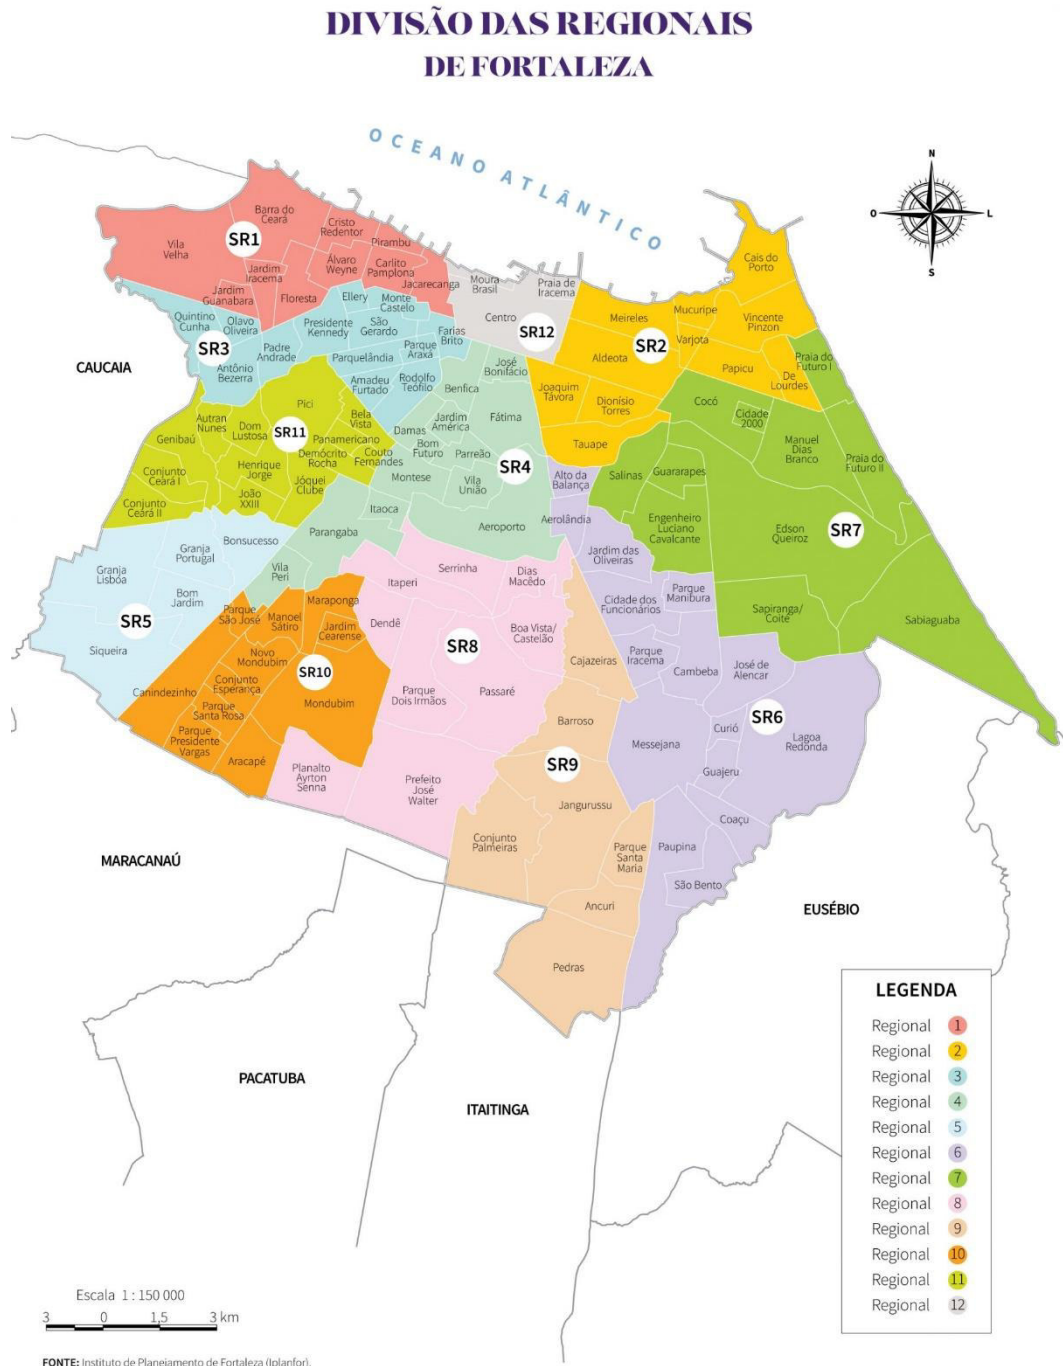 DIVISÃO DAS REGIONAIS
DE FORTALEZA
OCEANO ATLÂNTICO
N
O
L
S
CAUCAIA
MARACANAÚ
PACATUBA
ITAITINGA
EUSÉBIO
SR1
Vila
Velha
Barra do
Ceará
Cristo
Redentor
Pirambu
Jardim
Iracema
Álvaro
Weyne
Carlito
Pamplona
Jacarecanga
Jardim
Guanabara
Floresta
SR12
Moura
Brasil
Praia de
Iracema
Centro
SR2
Cais do
Porto
Meireles
Mucuripe
Vincente
Pinzon
Varjota
Aldeota
Papicu
De
Lourdes
Joaquim
Távora
Dionísio
Torres
Tauape
SR3
Quintino
Cunha
Olavo
Oliveira
Ellery
Monte
Castelo
Presidente
Kennedy
São
Gerardo
Farias
Brito
Padre
Andrade
Parque
Araxá
Parquelândia
Antônio
Bezerra
Amadeu
Furtado
Rodolfo
Teófilo
SR11
Pici
Autran
Nunes
Dom
Lustosa
Bela
Vista
Genibaú
Panamericano
Demócrito
Rocha
Couto
Fernandes
Henrique
Jorge
Conjunto
Ceará I
João
XXIII
Jóquei
Clube
Conjunto
Ceará II
SR4
José
Bonifácio
Benfica
Fátima
Jardim
América
Damas
Bom
Futuro
Parreão
Montese
Vila
União
Itaoca
Aeroporto
Parangaba
Vila
Peri
SR7
Praia do
Futuro I
Cocó
Cidade
2000
Manuel
Dias
Branco
Praia do
Futuro II
Salinas
Guararapes
Engenheiro
Luciano
Cavalcante
Edson
Queiroz
Sapiranga/
Coité
Sabiaguaba
SR5
Bonsucesso
Granja
Portugal
Granja
Lisbôa
Bom
Jardim
Siqueira
SR10
Parque
São José
Manoel
Sátiro
Maraponga
Jardim
Cearense
Novo
Mondubim
Canindezinho
Conjunto
Esperança
Mondubim
Parque
Santa Rosa
Parque
Presidente
Vargas
Aracapé
SR8
Serrinha
Itaperi
Dias
Macêdo
Dendê
Boa Vista/
Castelão
Parque
Dois Irmãos
Passaré
Planalto
Ayrton
Senna
Prefeito
José
Walter
SR6
Alto da
Balança
Aerolândia
Jardim das
Oliveiras
Cidade dos
Funcionários
Parque
Manibura
Parque
Iracema
Cambeba
José de
Alencar
Messejana
Curió
Lagoa
Redonda
Guajeru
Coaçu
Paupina
São Bento
SR9
Cajazeiras
Barroso
Jangurussu
Conjunto
Palmeiras
Parque
Santa
Maria
Ancuri
Pedras
LEGENDA
Regional 1
Regional 2
Regional 3
Regional 4
Regional 5
Regional 6
Regional 7
Regional 8
Regional 9
Regional 10
Regional 11
Regional 12
Escala 1 : 150 000
3 0 1,5 3 km
FONTE: Instituto de Planejamento de Fortaleza (Iplanfor).